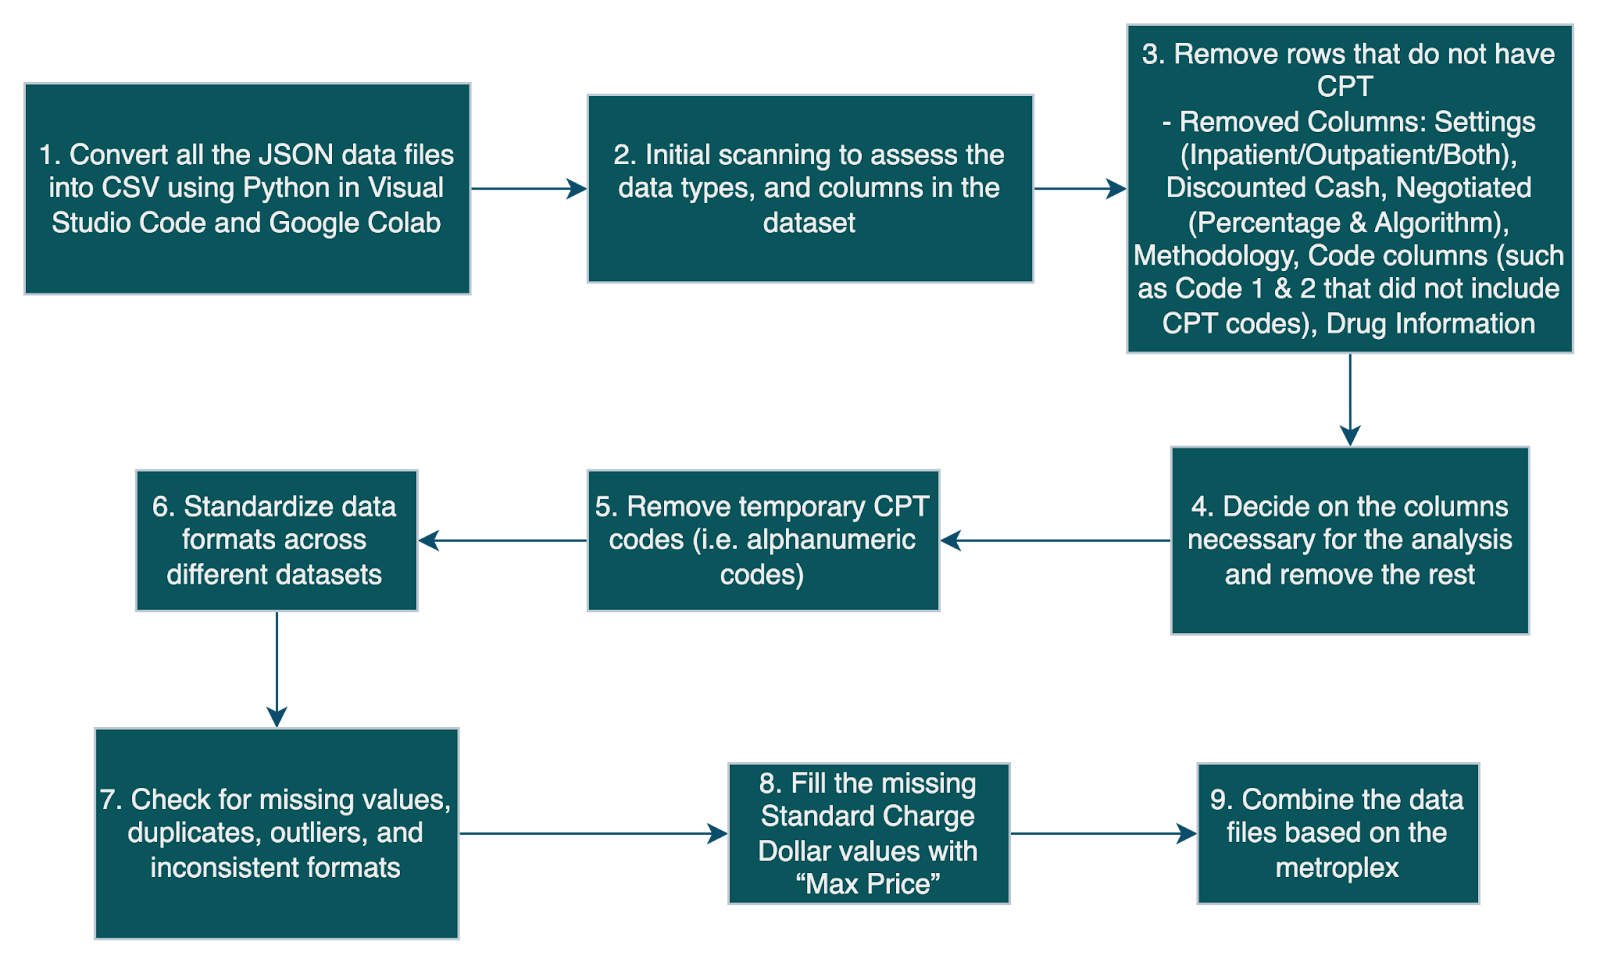 1. Convert all the JSON data files
into CSV using Python in Visual
Studio Code and Google Colab
2. Initial scanning to assess the
data types, and columns in the
dataset
3. Remove rows that do not have
CPT
- Removed Columns: Settings
(Inpatient/Outpatient/Both),
Discounted Cash, Negotiated
(Percentage & Algorithm),
Methodology, Code columns (such
as Code 1 & 2 that did not include
CPT codes), Drug Information
4. Decide on the columns
necessary for the analysis
and remove the rest
5. Remove temporary CPT
codes (i.e. alphanumeric
codes)
6. Standardize data
formats across
different datasets
7. Check for missing values,
duplicates, outliers, and
inconsistent formats
8. Fill the missing
Standard Charge
Dollar values with
“Max Price”
9. Combine the data
files based on the
metroplex